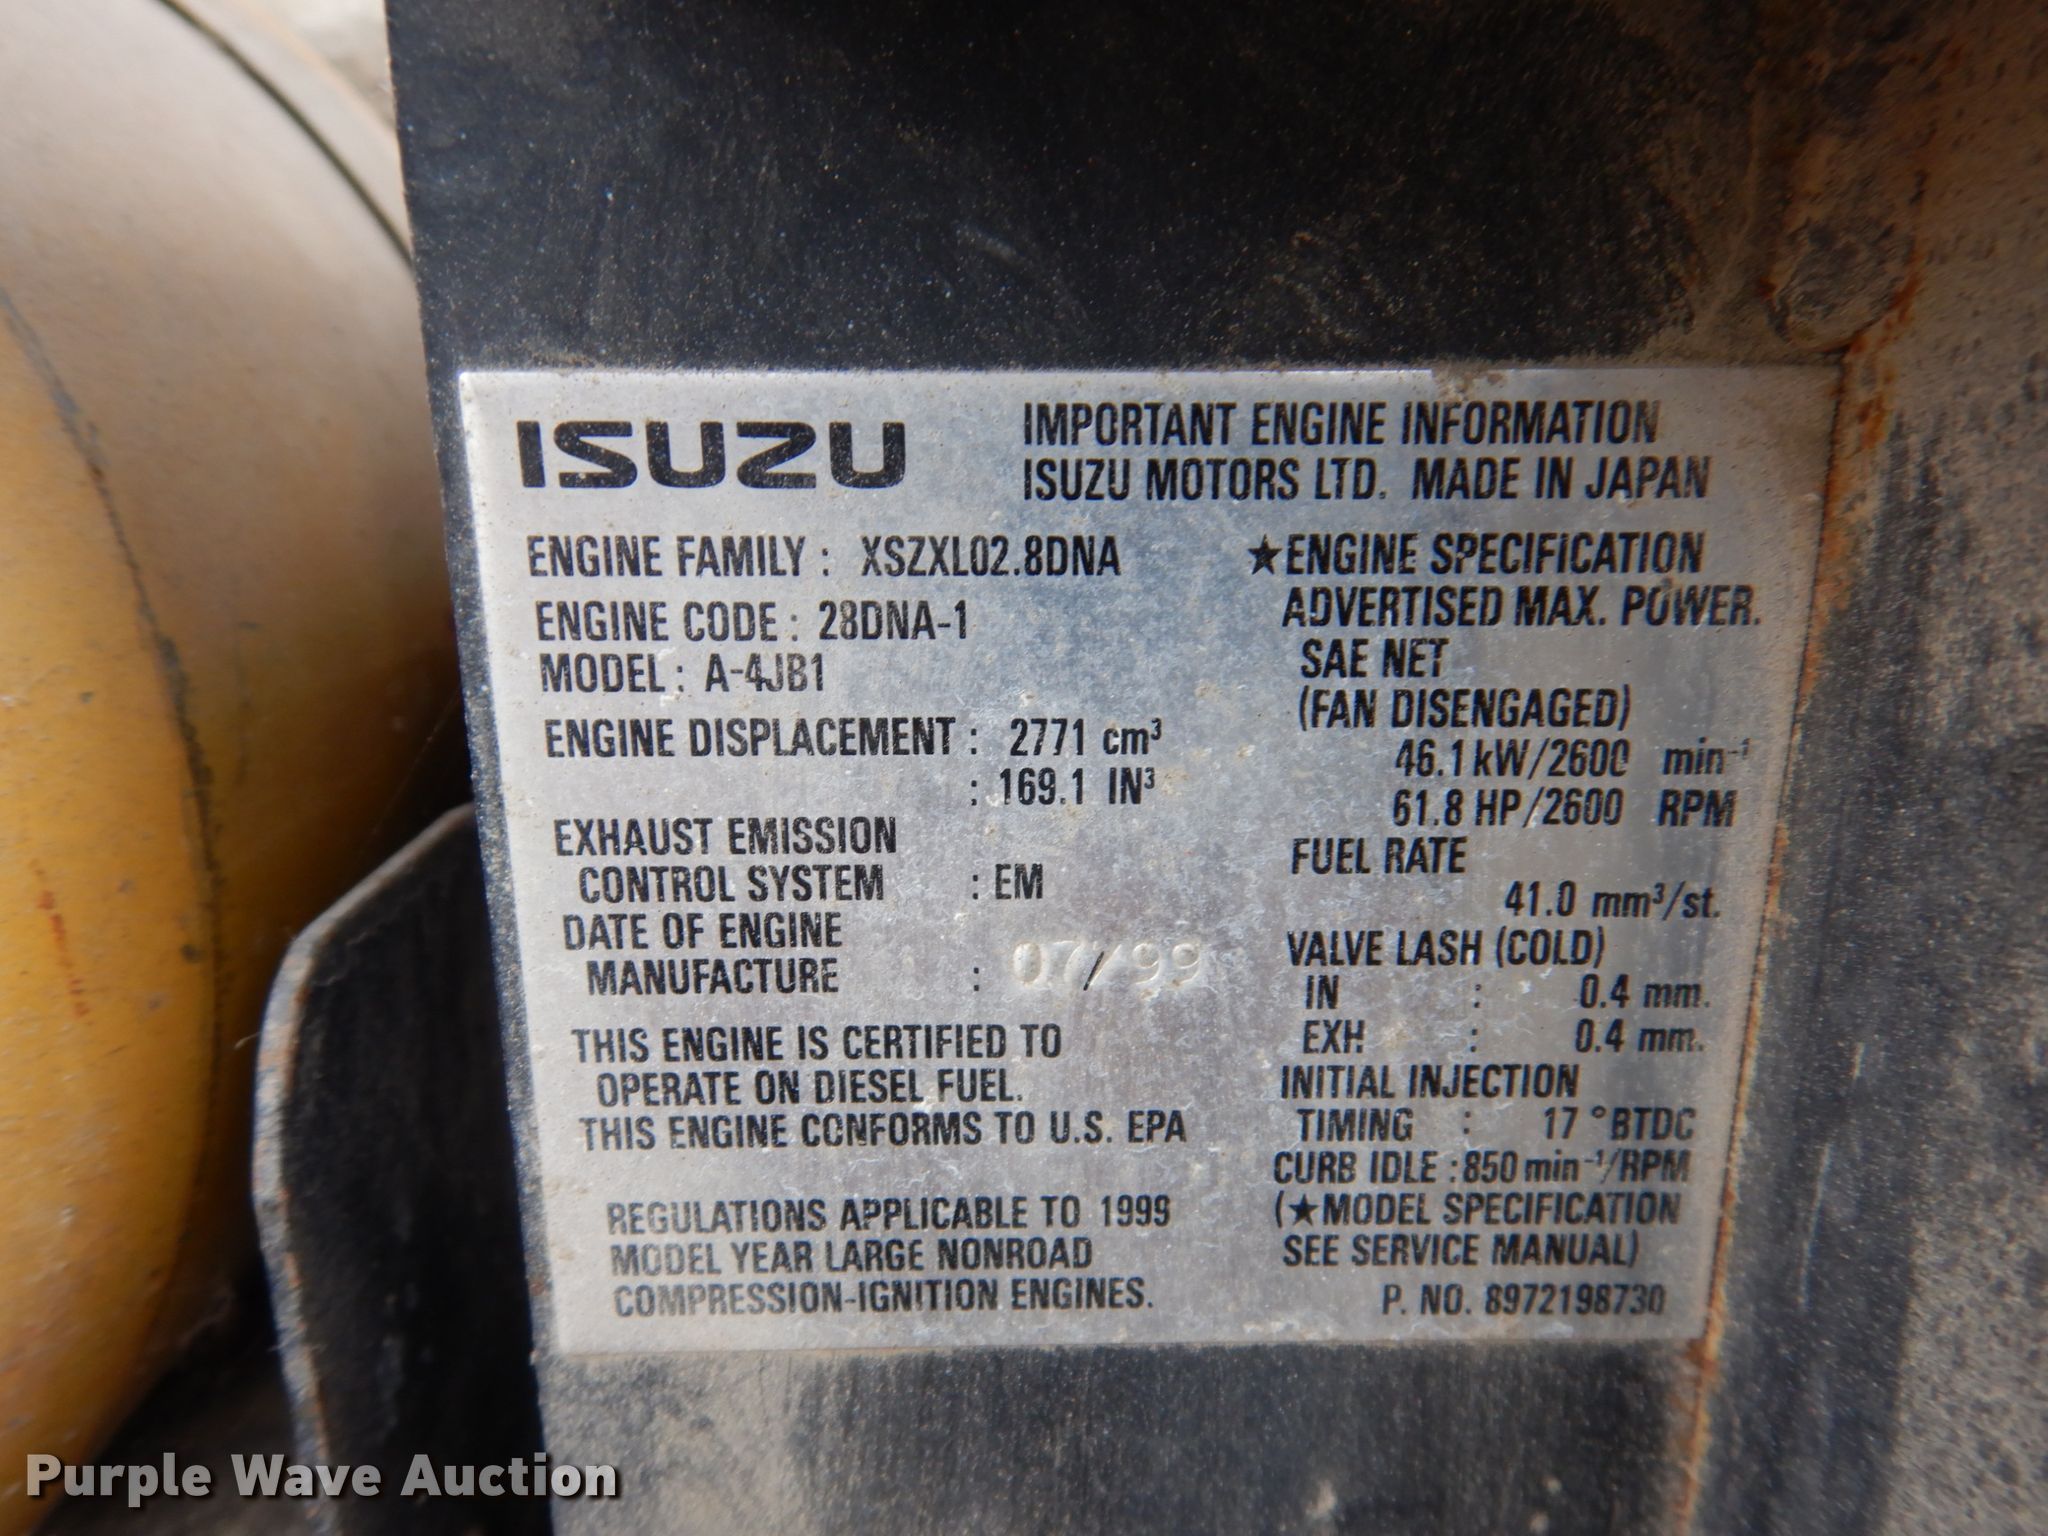 ISUZU
IMPORTANT ENGINE INFORMATION
ISUZU MOTORS LTD. MADE IN JAPAN
ENGINE FAMILY : XSZXL02.8DNA
ENGINE CODE : 28DNA-1
MODEL : A-4JB1
ENGINE DISPLACEMENT : 2771 cm³
: 169.1 IN³
EXHAUST EMISSION
CONTROL SYSTEM : EM
DATE OF ENGINE
MANUFACTURE : 07/99
THIS ENGINE IS CERTIFIED TO
OPERATE ON DIESEL FUEL.
THIS ENGINE CONFORMS TO U.S. EPA
REGULATIONS APPLICABLE TO 1999
MODEL YEAR LARGE NONROAD
COMPRESSION-IGNITION ENGINES.
★ENGINE SPECIFICATION
ADVERTISED MAX. POWER.
SAE NET
(FAN DISENGAGED)
46.1 kW/2600 min⁻¹
61.8 HP/2600 RPM
FUEL RATE
41.0 mm³/st.
VALVE LASH (COLD)
IN : 0.4 mm.
EXH : 0.4 mm.
INITIAL INJECTION
TIMING : 17 °BTDC
CURB IDLE : 850 min⁻¹/RPM
(★MODEL SPECIFICATION
SEE SERVICE MANUAL)
P. NO. 8972198730
Purple Wave Auction